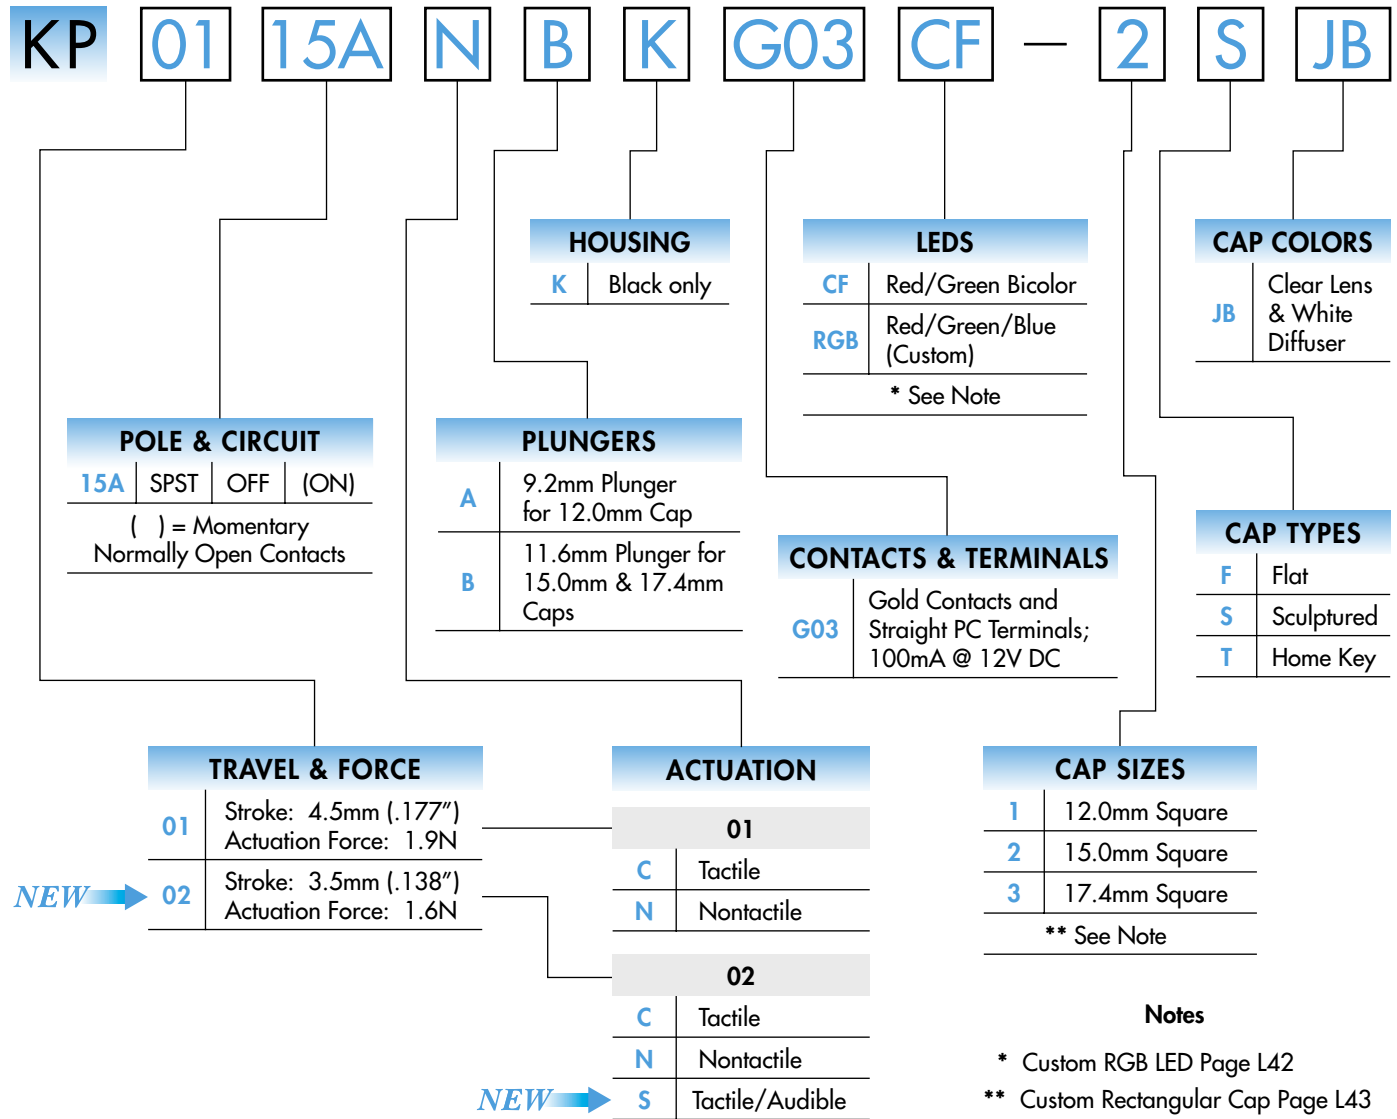 KP 01 15A N B K G03 CF — 2 S JB
HOUSING
K Black only
LEDS
CF Red/Green Bicolor
RGB Red/Green/Blue
(Custom)
* See Note
CAP COLORS
JB Clear Lens
& White
Diffuser
POLE & CIRCUIT
15A SPST OFF (ON)
( ) = Momentary
Normally Open Contacts
PLUNGERS
A 9.2mm Plunger
for 12.0mm Cap
B 11.6mm Plunger for
15.0mm & 17.4mm
Caps
CONTACTS & TERMINALS
G03 Gold Contacts and
Straight PC Terminals;
100mA @ 12V DC
CAP TYPES
F Flat
S Sculptured
T Home Key
TRAVEL & FORCE
01 Stroke: 4.5mm (.177”)
Actuation Force: 1.9N
NEW 02 Stroke: 3.5mm (.138”)
Actuation Force: 1.6N
ACTUATION
01
C Tactile
N Nontactile
02
C Tactile
N Nontactile
NEW S Tactile/Audible
CAP SIZES
1 12.0mm Square
2 15.0mm Square
3 17.4mm Square
** See Note
Notes
* Custom RGB LED Page L42
** Custom Rectangular Cap Page L43